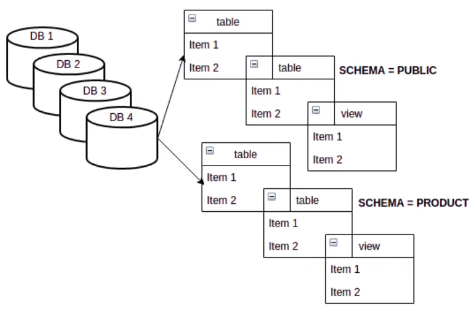 DB 1
DB 2
DB 3
DB 4
table
Item 1
Item 2
table
Item 1
Item 2
view
Item 1
Item 2
SCHEMA = PUBLIC
table
Item 1
Item 2
table
Item 1
Item 2
view
Item 1
Item 2
SCHEMA = PRODUCT